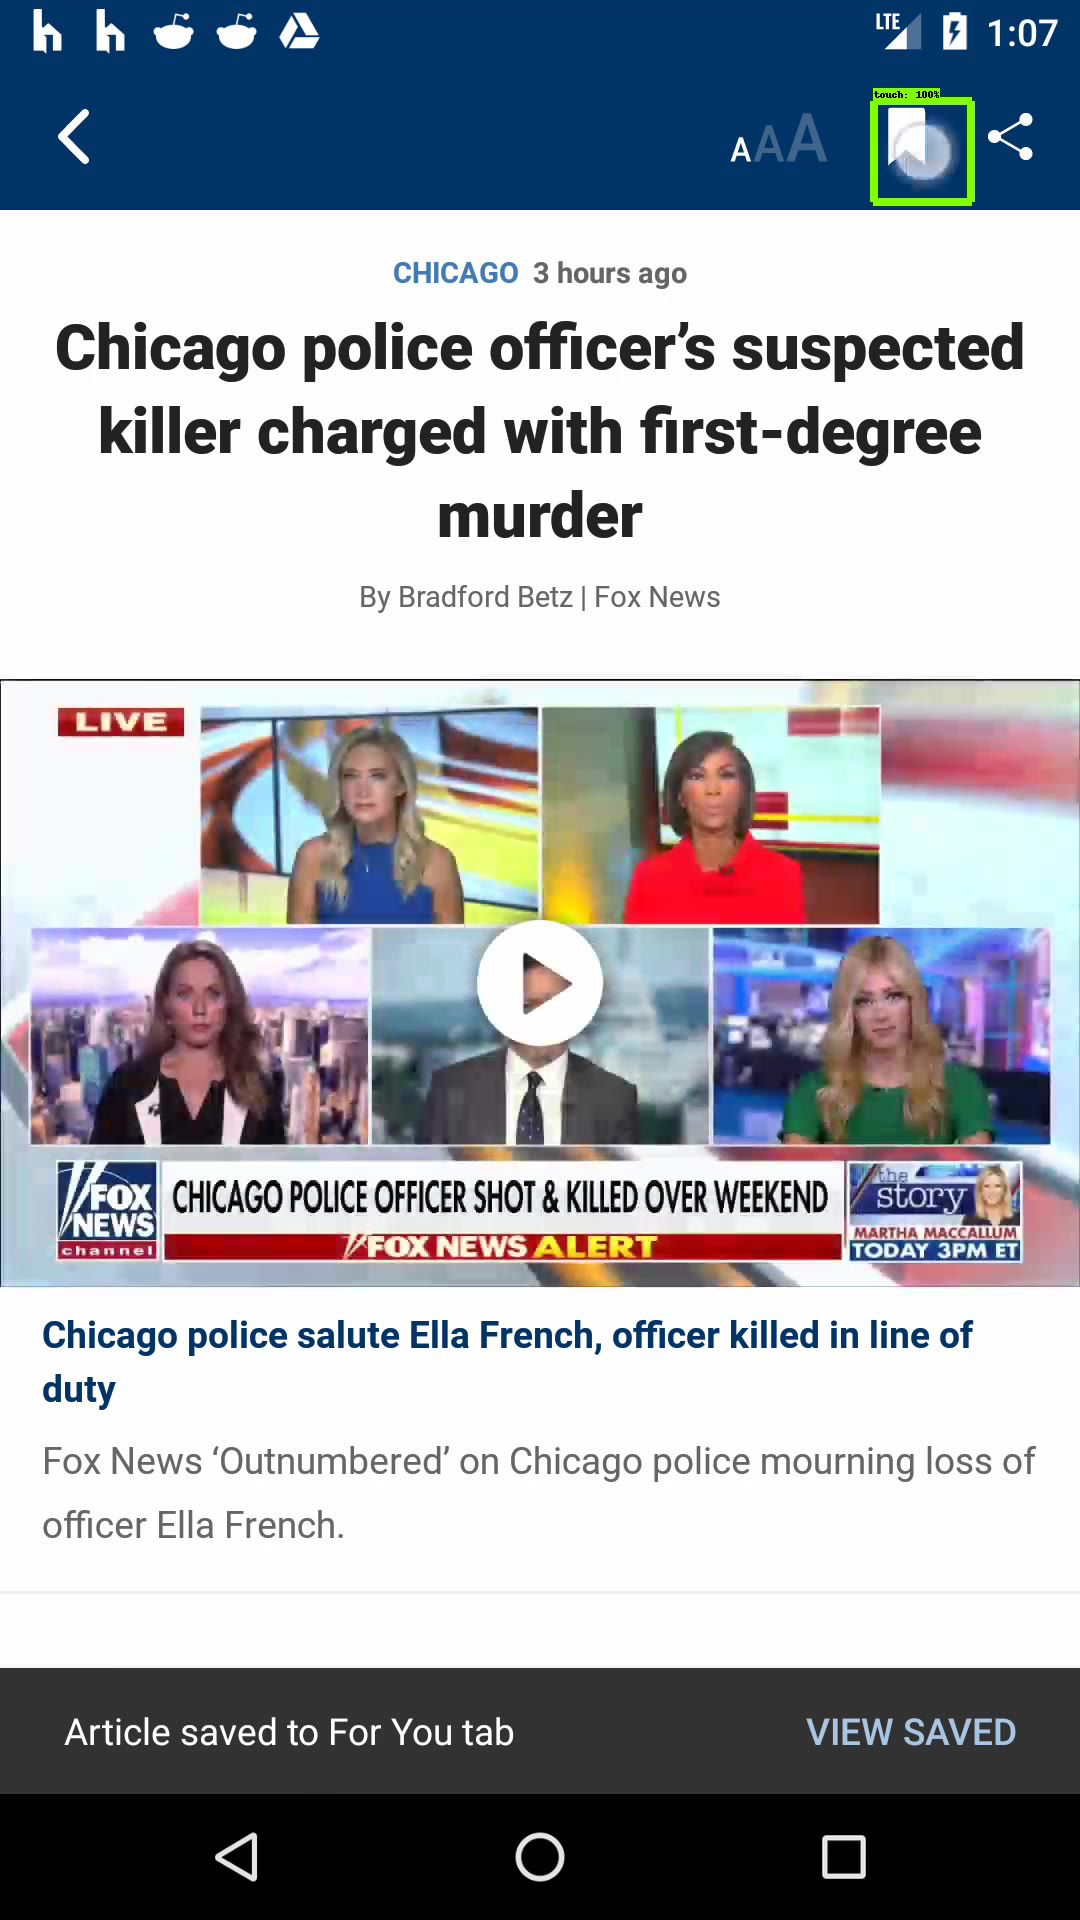 LTE 1:07
touch: 100%
A A A
CHICAGO 3 hours ago
Chicago police officer’s suspected
killer charged with first-degree
murder
By Bradford Betz | Fox News
LIVE
FOX
NEWS
channel
CHICAGO POLICE OFFICER SHOT & KILLED OVER WEEKEND
FOX NEWS ALERT
the
story
MARTHA MACCALLUM
TODAY 3PM ET
Chicago police salute Ella French, officer killed in line of
duty
Fox News ‘Outnumbered’ on Chicago police mourning loss of
officer Ella French.
Article saved to For You tab VIEW SAVED